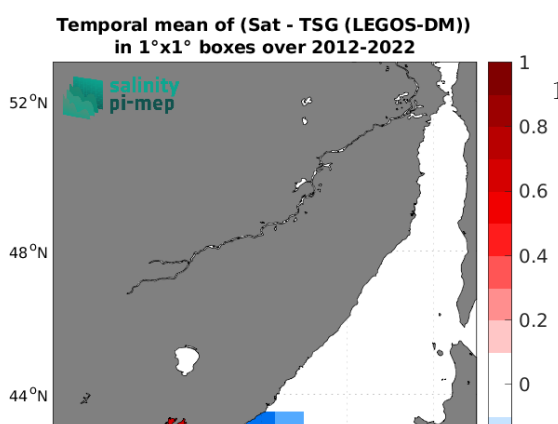 Temporal mean of (Sat - TSG (LEGOS-DM))
in 1°x1° boxes over 2012-2022
salinity
pi-mep
52°N
48°N
44°N
1
0.8
0.6
0.4
0.2
0